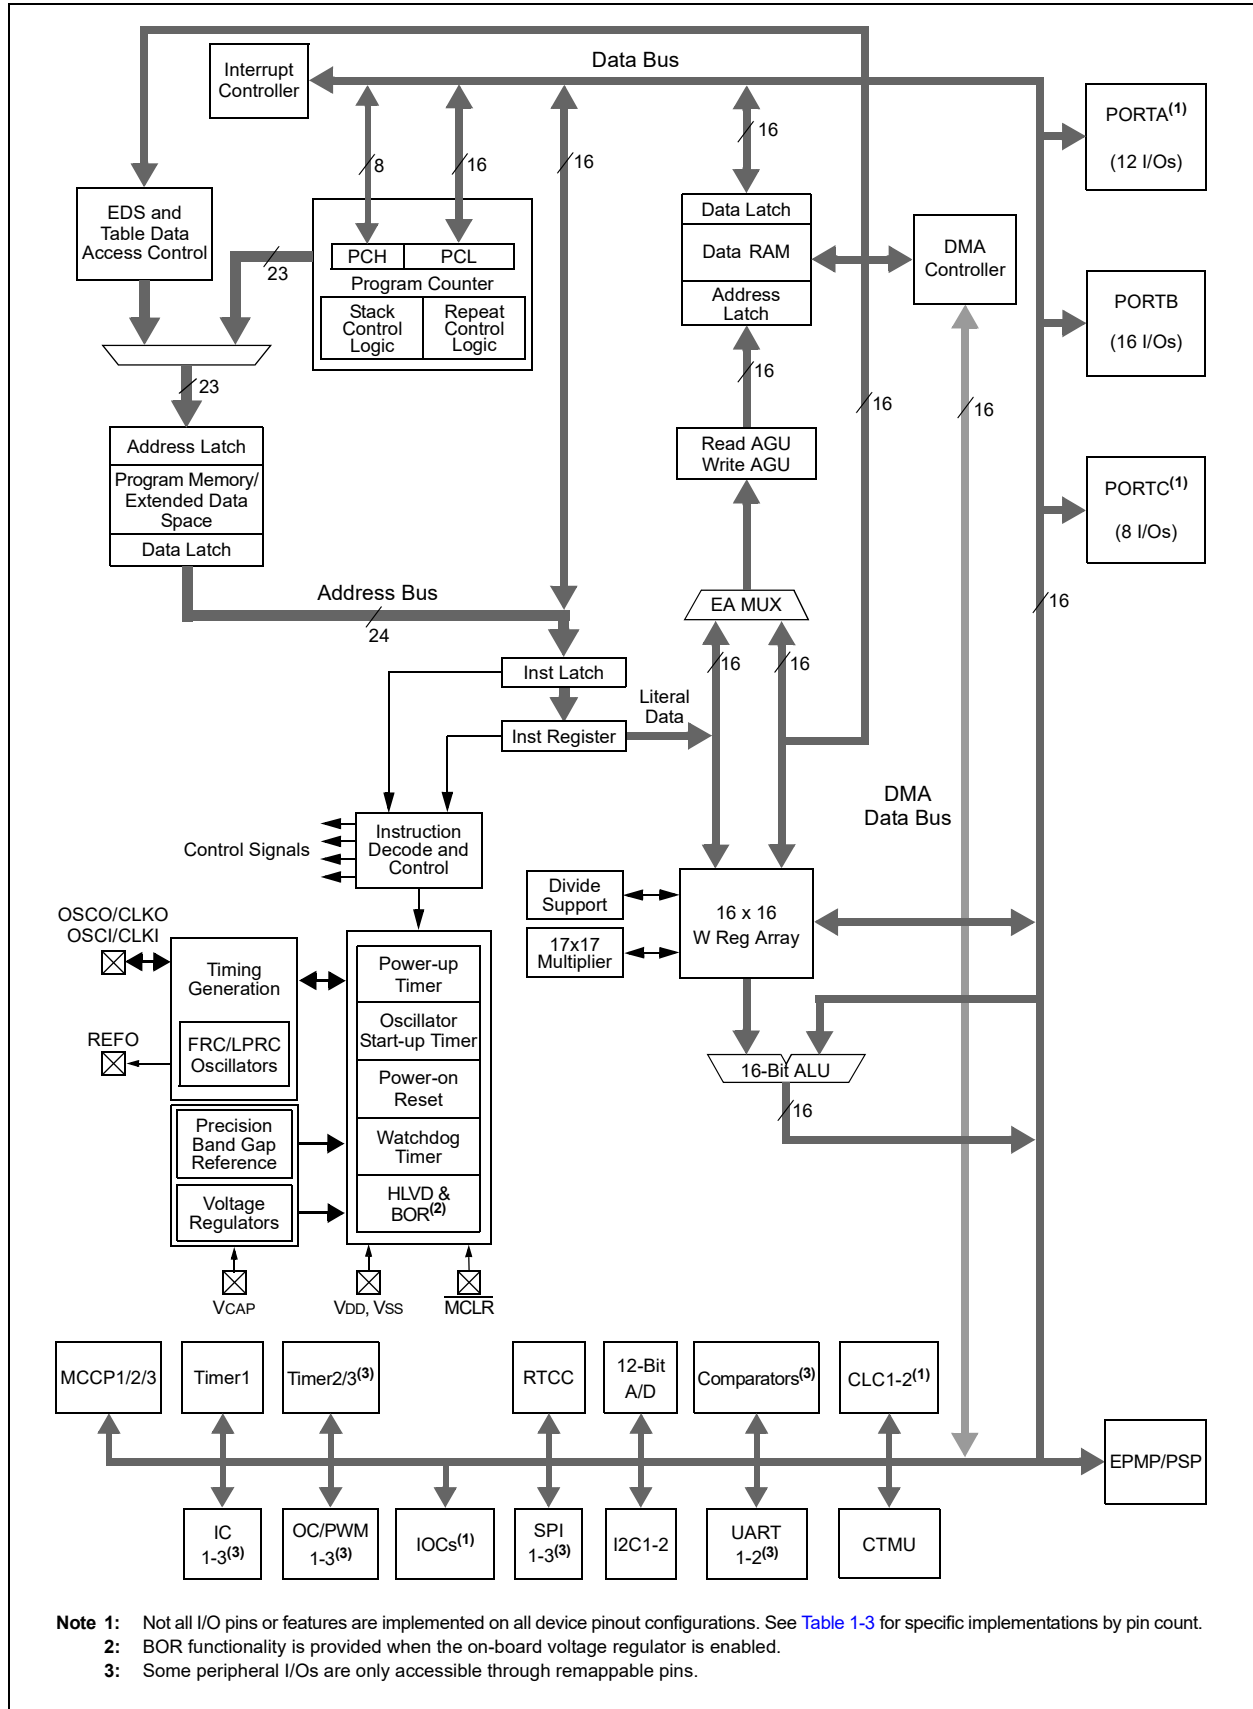 Data Bus
Interrupt
Controller
PORTA(1)
(12 I/Os)
16
8
16
16
EDS and
Table Data
Access Control
Data Latch
Data RAM
Address
Latch
DMA
Controller
23
PCH
PCL
Program Counter
Stack
Control
Logic
Repeat
Control
Logic
PORTB
(16 I/Os)
23
16
16
16
Address Latch
Program Memory/
Extended Data
Space
Data Latch
Read AGU
Write AGU
PORTC(1)
(8 I/Os)
Address Bus
24
EA MUX
16
16
16
Inst Latch
Literal
Data
Inst Register
DMA
Data Bus
Control Signals
Instruction
Decode and
Control
Divide
Support
16 x 16
W Reg Array
17x17
Multiplier
OSCO/CLKO
OSCI/CLKI
Timing
Generation
Power-up
Timer
REFO
FRC/LPRC
Oscillators
Oscillator
Start-up Timer
16-Bit ALU
16
Power-on
Reset
Precision
Band Gap
Reference
Watchdog
Timer
Voltage
Regulators
HLVD &
BOR(2)
VCAP
VDD, VSS
MCLR
MCCP1/2/3
Timer1
Timer2/3(3)
RTCC
12-Bit
A/D
Comparators(3)
CLC1-2(1)
EPMP/PSP
IC
1-3(3)
OC/PWM
1-3(3)
IOCs(1)
SPI
1-3(3)
I2C1-2
UART
1-2(3)
CTMU
Note 1: Not all I/O pins or features are implemented on all device pinout configurations. See Table 1-3 for specific implementations by pin count.
2: BOR functionality is provided when the on-board voltage regulator is enabled.
3: Some peripheral I/Os are only accessible through remappable pins.